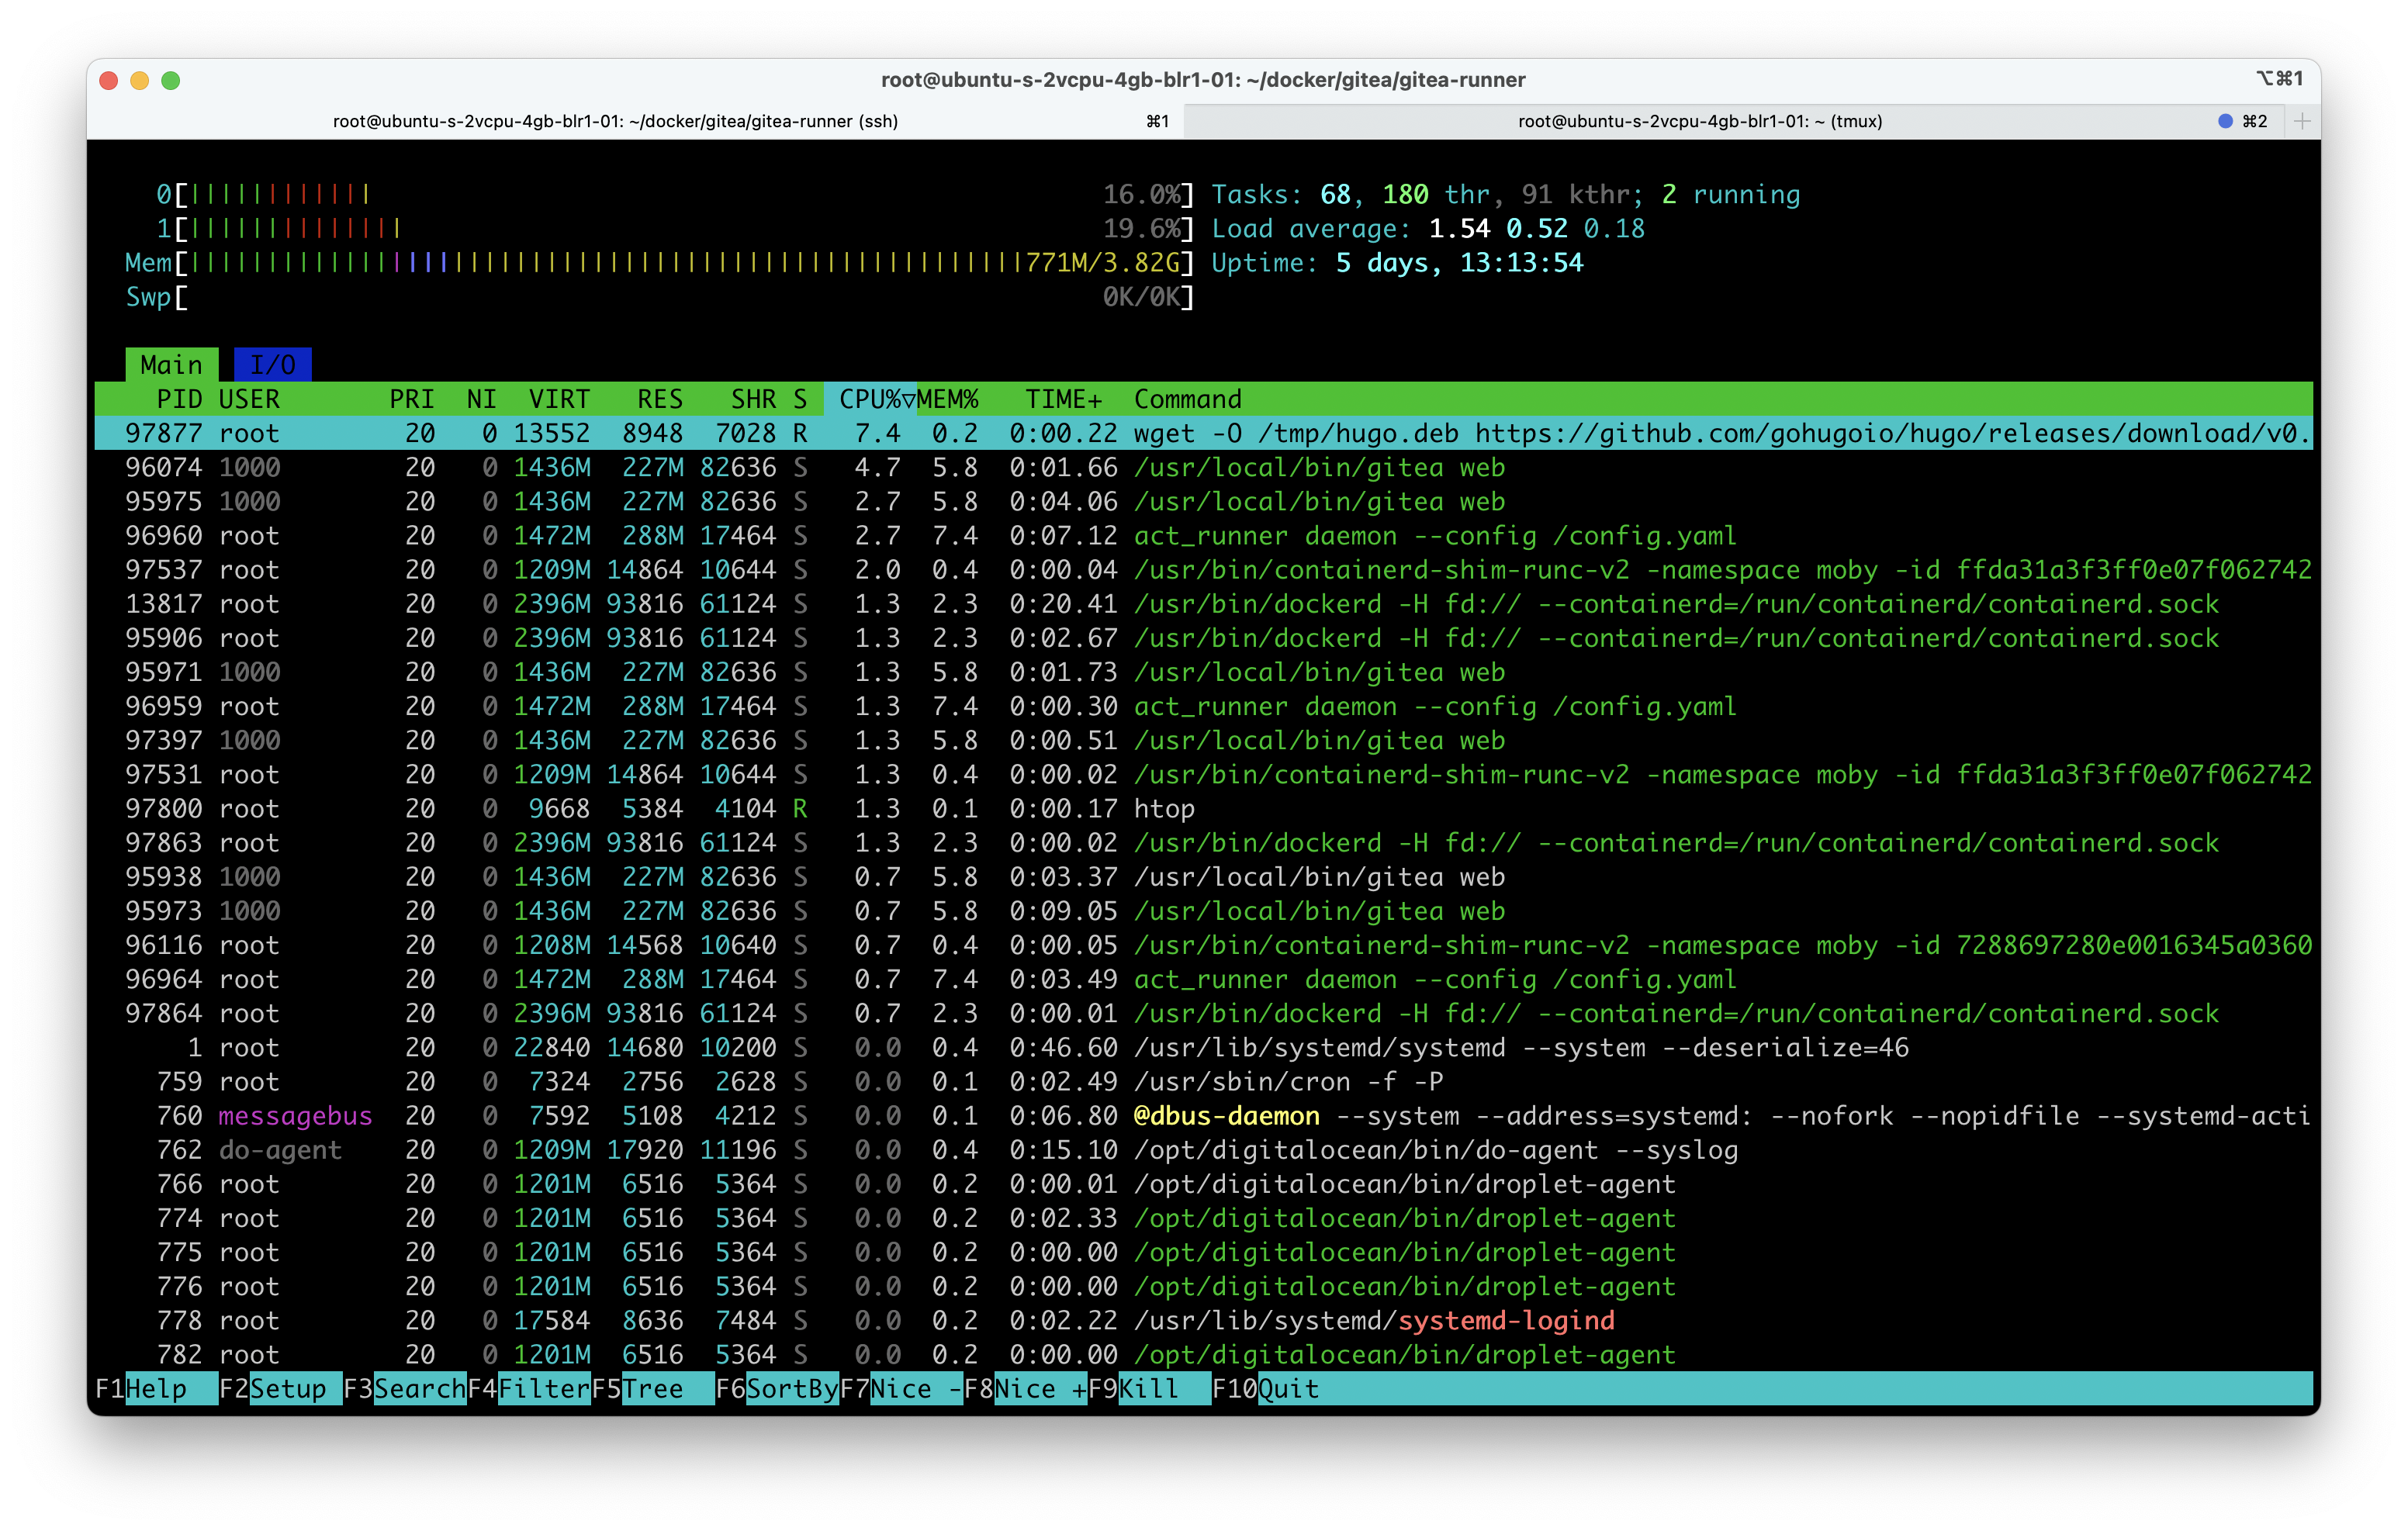 root@ubuntu-s-2vcpu-4gb-blr1-01: ~/docker/gitea/gitea-runner ⌥⌘1
root@ubuntu-s-2vcpu-4gb-blr1-01: ~/docker/gitea/gitea-runner (ssh) ⌘1 root@ubuntu-s-2vcpu-4gb-blr1-01: ~ (tmux) ⌘2 +
0[||||||||||||   16.0%] Tasks: 68, 180 thr, 91 kthr; 2 running
1[||||||||||||||   19.6%] Load average: 1.54 0.52 0.18
Mem[||||||||||||||||||||||||||||||||||||||||||||||||||||||771M/3.82G] Uptime: 5 days, 13:13:54
Swp[   0K/0K]
Main I/O
PID USER PRI NI VIRT RES SHR S CPU%▽MEM% TIME+ Command
97877 root 20 0 13552 8948 7028 R 7.4 0.2 0:00.22 wget -O /tmp/hugo.deb https://github.com/gohugoio/hugo/releases/download/v0.
96074 1000 20 0 1436M 227M 82636 S 4.7 5.8 0:01.66 /usr/local/bin/gitea web
95975 1000 20 0 1436M 227M 82636 S 2.7 5.8 0:04.06 /usr/local/bin/gitea web
96960 root 20 0 1472M 288M 17464 S 2.7 7.4 0:07.12 act_runner daemon --config /config.yaml
97537 root 20 0 1209M 14864 10644 S 2.0 0.4 0:00.04 /usr/bin/containerd-shim-runc-v2 -namespace moby -id ffda31a3f3ff0e07f062742
13817 root 20 0 2396M 93816 61124 S 1.3 2.3 0:20.41 /usr/bin/dockerd -H fd:// --containerd=/run/containerd/containerd.sock
95906 root 20 0 2396M 93816 61124 S 1.3 2.3 0:02.67 /usr/bin/dockerd -H fd:// --containerd=/run/containerd/containerd.sock
95971 1000 20 0 1436M 227M 82636 S 1.3 5.8 0:01.73 /usr/local/bin/gitea web
96959 root 20 0 1472M 288M 17464 S 1.3 7.4 0:00.30 act_runner daemon --config /config.yaml
97397 1000 20 0 1436M 227M 82636 S 1.3 5.8 0:00.51 /usr/local/bin/gitea web
97531 root 20 0 1209M 14864 10644 S 1.3 0.4 0:00.02 /usr/bin/containerd-shim-runc-v2 -namespace moby -id ffda31a3f3ff0e07f062742
97800 root 20 0 9668 5384 4104 R 1.3 0.1 0:00.17 htop
97863 root 20 0 2396M 93816 61124 S 1.3 2.3 0:00.02 /usr/bin/dockerd -H fd:// --containerd=/run/containerd/containerd.sock
95938 1000 20 0 1436M 227M 82636 S 0.7 5.8 0:03.37 /usr/local/bin/gitea web
95973 1000 20 0 1436M 227M 82636 S 0.7 5.8 0:09.05 /usr/local/bin/gitea web
96116 root 20 0 1208M 14568 10640 S 0.7 0.4 0:00.05 /usr/bin/containerd-shim-runc-v2 -namespace moby -id 7288697280e0016345a0360
96964 root 20 0 1472M 288M 17464 S 0.7 7.4 0:03.49 act_runner daemon --config /config.yaml
97864 root 20 0 2396M 93816 61124 S 0.7 2.3 0:00.01 /usr/bin/dockerd -H fd:// --containerd=/run/containerd/containerd.sock
1 root 20 0 22840 14680 10200 S 0.0 0.4 0:46.60 /usr/lib/systemd/systemd --system --deserialize=46
759 root 20 0 7324 2756 2628 S 0.0 0.1 0:02.49 /usr/sbin/cron -f -P
760 messagebus 20 0 7592 5108 4212 S 0.0 0.1 0:06.80 @dbus-daemon --system --address=systemd: --nofork --nopidfile --systemd-acti
762 do-agent 20 0 1209M 17920 11196 S 0.0 0.4 0:15.10 /opt/digitalocean/bin/do-agent --syslog
766 root 20 0 1201M 6516 5364 S 0.0 0.2 0:00.01 /opt/digitalocean/bin/droplet-agent
774 root 20 0 1201M 6516 5364 S 0.0 0.2 0:02.33 /opt/digitalocean/bin/droplet-agent
775 root 20 0 1201M 6516 5364 S 0.0 0.2 0:00.00 /opt/digitalocean/bin/droplet-agent
776 root 20 0 1201M 6516 5364 S 0.0 0.2 0:00.00 /opt/digitalocean/bin/droplet-agent
778 root 20 0 17584 8636 7484 S 0.0 0.2 0:02.22 /usr/lib/systemd/systemd-logind
782 root 20 0 1201M 6516 5364 S 0.0 0.2 0:00.00 /opt/digitalocean/bin/droplet-agent
F1Help F2Setup F3SearchF4FilterF5Tree F6SortByF7Nice -F8Nice +F9Kill F10Quit